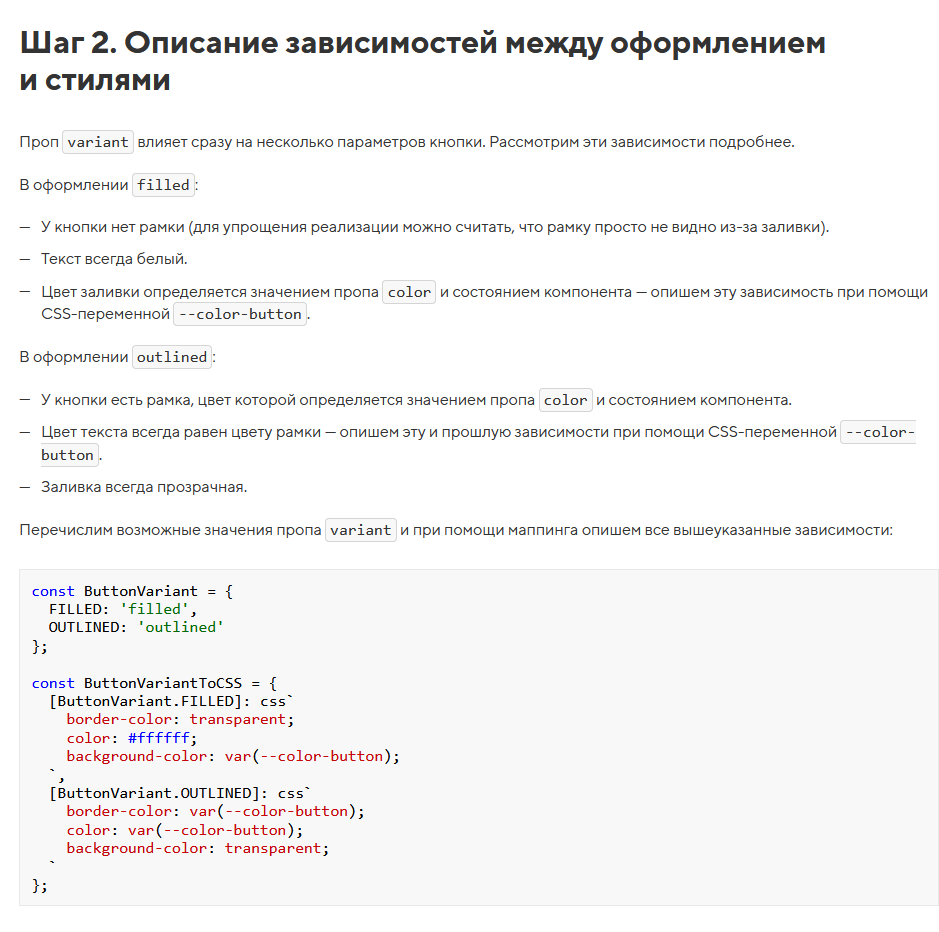 Шаг 2. Описание зависимостей между оформлением
и стилями
Проп variant влияет сразу на несколько параметров кнопки. Рассмотрим эти зависимости подробнее.
В оформлении filled:
— У кнопки нет рамки (для упрощения реализации можно считать, что рамку просто не видно из-за заливки).
— Текст всегда белый.
— Цвет заливки определяется значением пропа color и состоянием компонента — опишем эту зависимость при помощи
CSS-переменной --color-button.
В оформлении outlined:
— У кнопки есть рамка, цвет которой определяется значением пропа color и состоянием компонента.
— Цвет текста всегда равен цвету рамки — опишем эту и прошлую зависимости при помощи CSS-переменной --color-
button.
— Заливка всегда прозрачная.
Перечислим возможные значения пропа variant и при помощи маппинга опишем все вышеуказанные зависимости:
const ButtonVariant = {
  FILLED: 'filled',
  OUTLINED: 'outlined'
};
const ButtonVariantToCSS = {
  [ButtonVariant.FILLED]: css`
    border-color: transparent;
    color: #ffffff;
    background-color: var(--color-button);
  `,
  [ButtonVariant.OUTLINED]: css`
    border-color: var(--color-button);
    color: var(--color-button);
    background-color: transparent;
  `
};